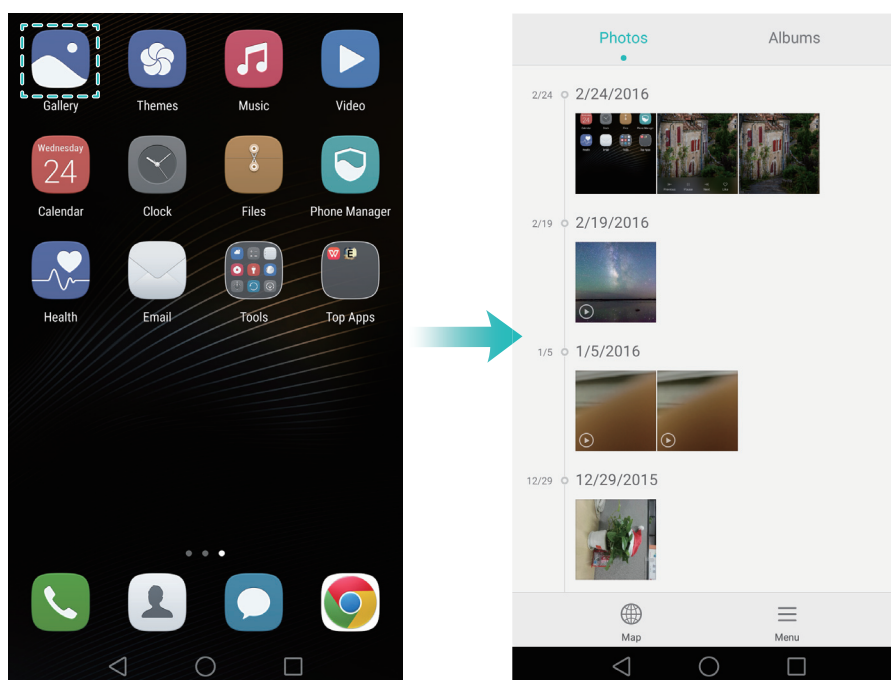 Gallery Themes Music Video
Wednesday
24
Calendar Clock Files Phone Manager
Health Email Tools Top Apps
Photos Albums
2/24 2/24/2016
2/19 2/19/2016
1/5 1/5/2016
12/29 12/29/2015
Map Menu